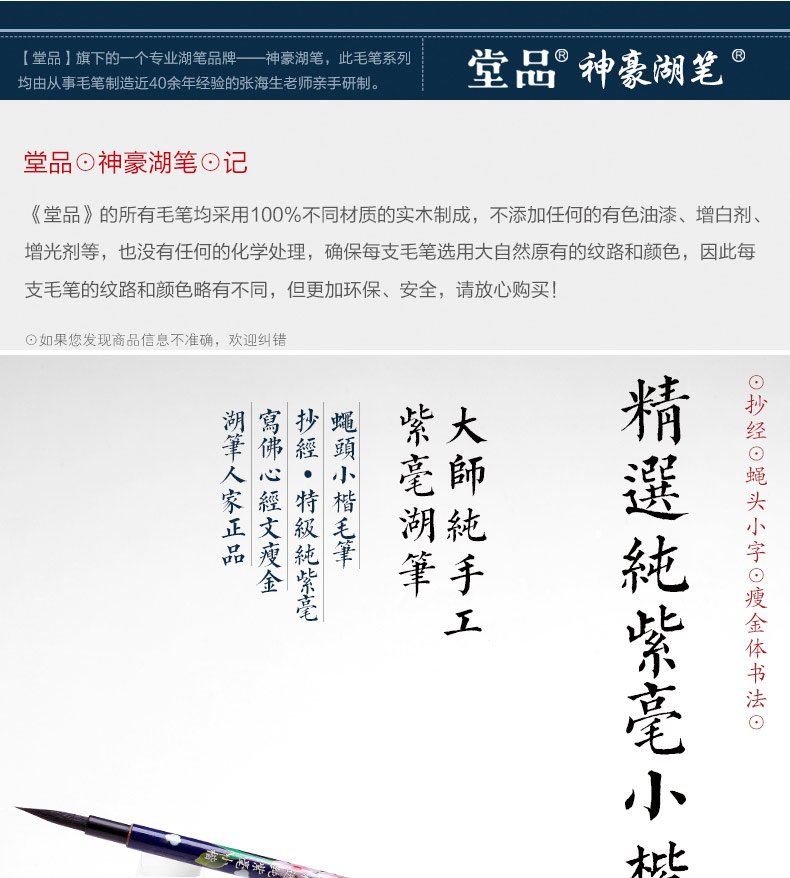 【堂品】旗下的一个专业湖笔品牌——神豪湖笔，此毛笔系列
均由从事毛笔制造近40余年经验的张海生老师亲手研制。
堂品® 神豪湖笔®
堂品⊙神豪湖笔⊙记
《堂品》的所有毛笔均采用100%不同材质的实木制成，不添加任何的有色油漆、增白剂、
增光剂等，也没有任何的化学处理，确保每支毛笔选用大自然原有的纹路和颜色，因此每
支毛笔的纹路和颜色略有不同，但更加环保、安全，请放心购买！
⊙如果您发现商品信息不准确，欢迎纠错
⊙抄经⊙蝇头小字⊙瘦金体书法⊙
精選純紫毫小楷
大師純手工
紫毫湖筆
蠅頭小楷毛筆
抄經·特級純紫毫
寫佛心經文瘦金
湖筆人家正品